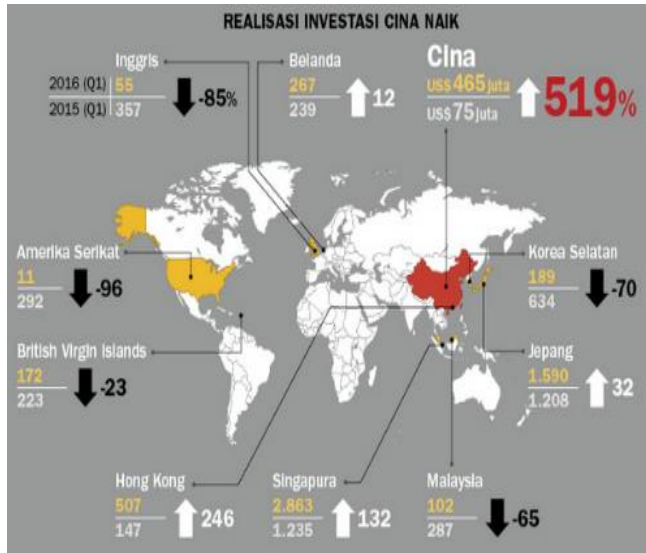 REALISASI INVESTASI CINA NAIK
Inggris
2016 (Q1) 55
2015 (Q1) 357
-85%
Belanda
267
239
12
Cina
US$ 465 juta
US$ 75 juta
519%
Amerika Serikat
11
292
-96
Korea Selatan
189
634
-70
British Virgin Islands
172
223
-23
Jepang
1.590
1.208
32
Hong Kong
507
147
246
Singapura
2.863
1.235
132
Malaysia
102
287
-65